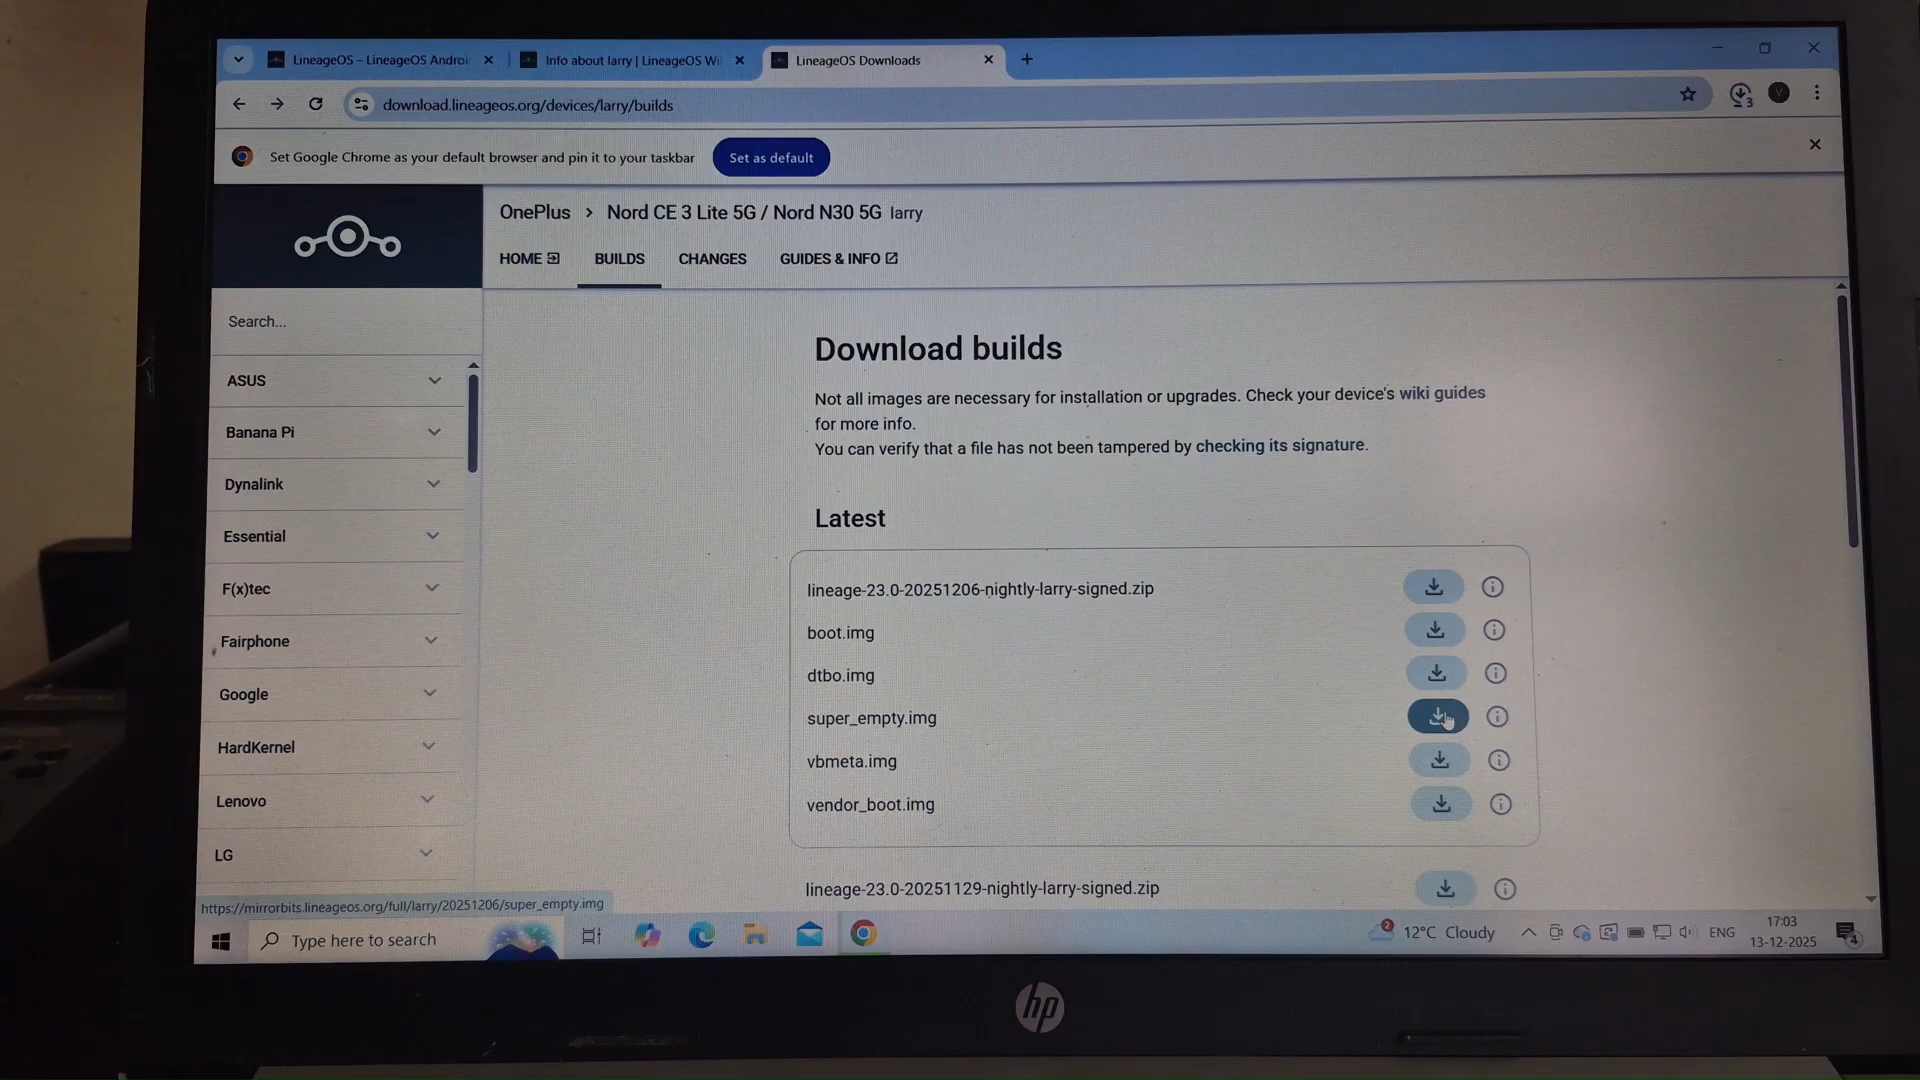 LineageOS – LineageOS Androi
Info about larry | LineageOS Wi
LineageOS Downloads
download.lineageos.org/devices/larry/builds
3
V
Set Google Chrome as your default browser and pin it to your taskbar
Set as default
OnePlus > Nord CE 3 Lite 5G / Nord N30 5G larry
HOME
BUILDS
CHANGES
GUIDES & INFO
Search...
ASUS
Banana Pi
Dynalink
Essential
F(x)tec
Fairphone
Google
HardKernel
Lenovo
LG
Download builds
Not all images are necessary for installation or upgrades. Check your device's wiki guides
for more info.
You can verify that a file has not been tampered by checking its signature.
Latest
lineage-23.0-20251206-nightly-larry-signed.zip
boot.img
dtbo.img
super_empty.img
vbmeta.img
vendor_boot.img
lineage-23.0-20251129-nightly-larry-signed.zip
https://mirrorbits.lineageos.org/full/larry/20251206/super_empty.img
Type here to search
2
12°C Cloudy
ENG
17:03
13-12-2025
4
hp